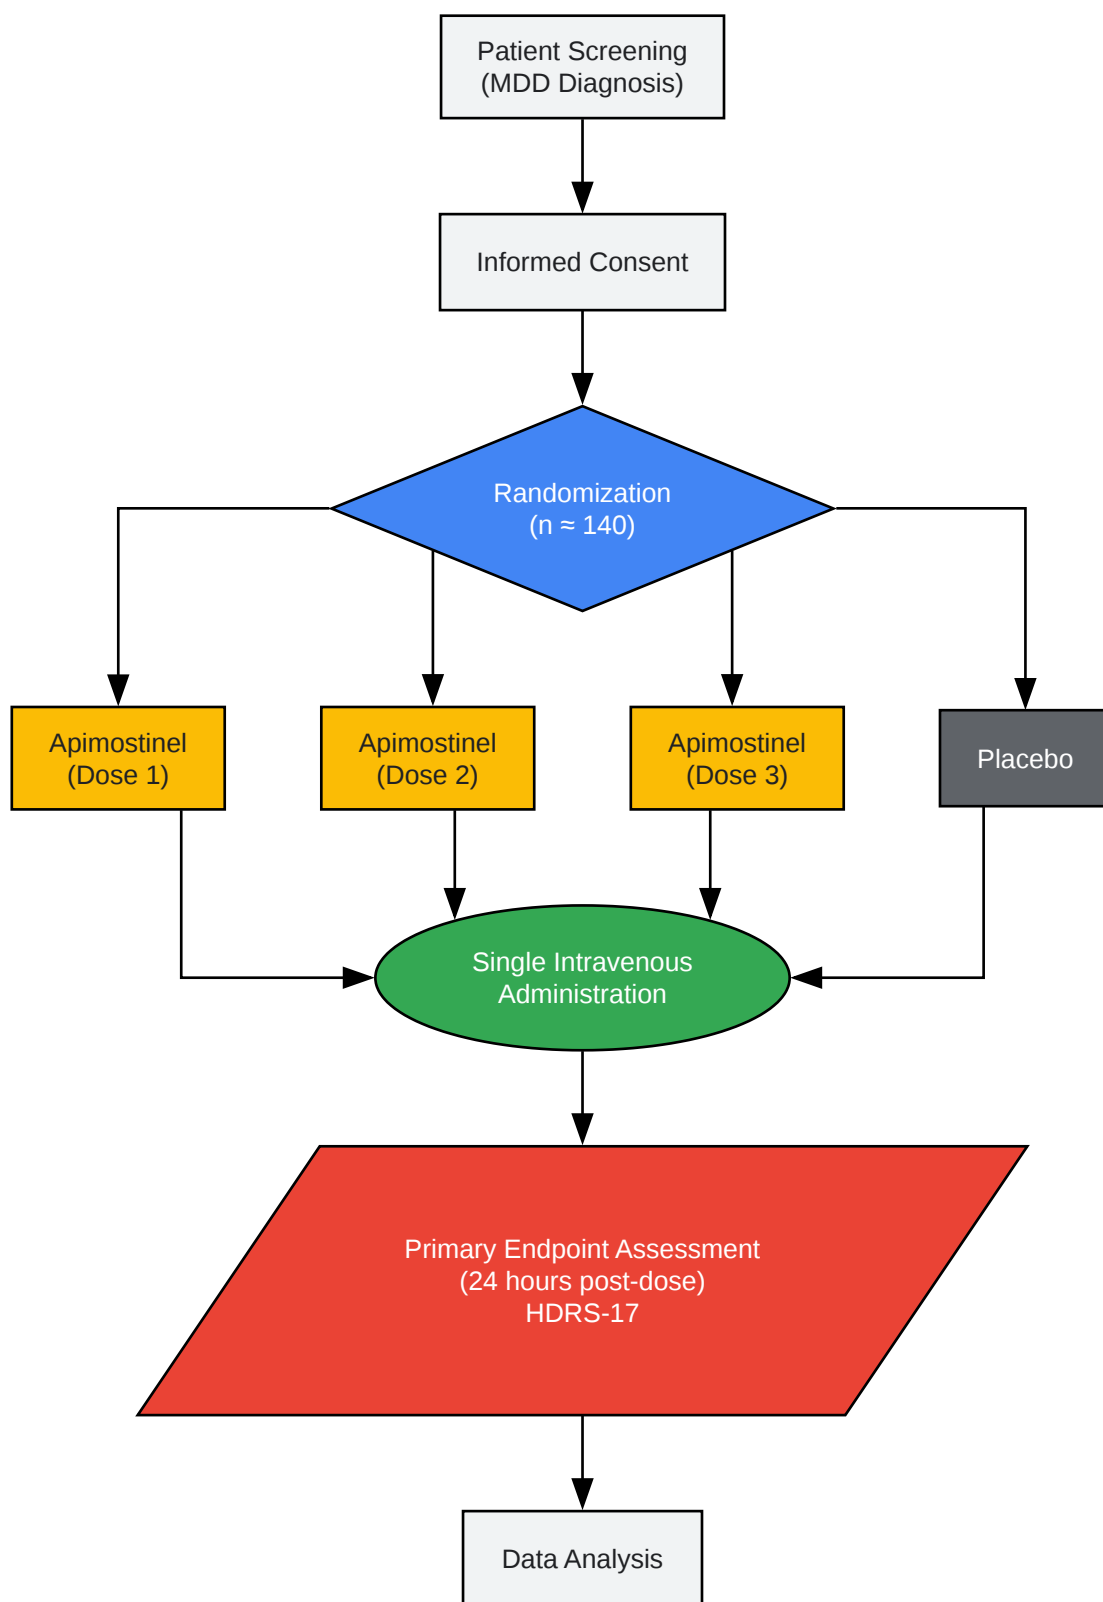 Patient Screening
(MDD Diagnosis)
Informed Consent
Randomization
(n ≈ 140)
Apimostinel
(Dose 1)
Apimostinel
(Dose 2)
Apimostinel
(Dose 3)
Placebo
Single Intravenous
Administration
Primary Endpoint Assessment
(24 hours post-dose)
HDRS-17
Data Analysis